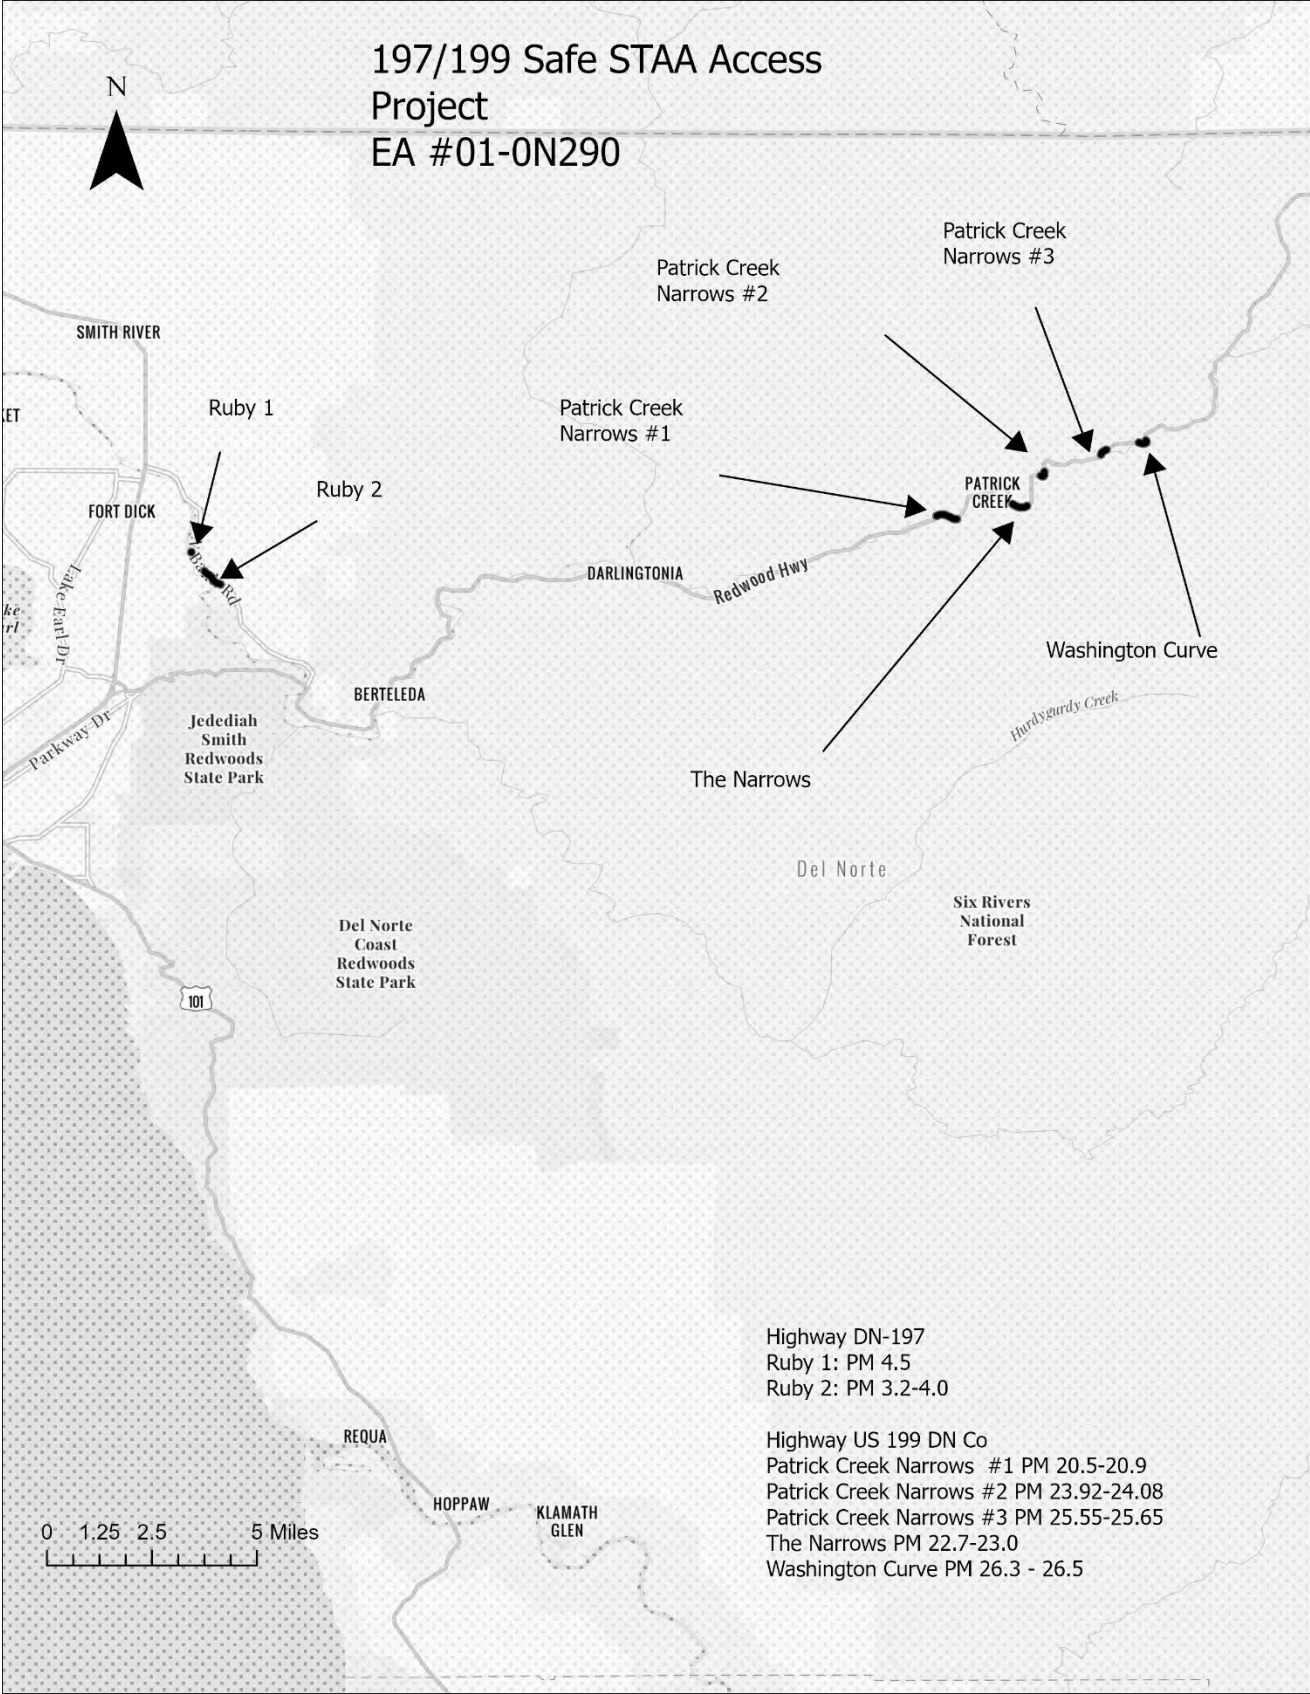 197/199 Safe STAA Access
Project
EA #01-0N290
N
Patrick Creek
Narrows #3
Patrick Creek
Narrows #2
SMITH RIVER
Ruby 1
Patrick Creek
Narrows #1
KET
Ruby 2
PATRICK
CREEK
FORT DICK
Rd
Lake Earl Dr
DARLINGTONIA
Redwood Hwy
Washington Curve
BERTELEDA
Hurdygurdy Creek
Jedediah
Smith
Redwoods
State Park
Parkway Dr
The Narrows
Del Norte
Six Rivers
National
Forest
Del Norte
Coast
Redwoods
State Park
101
Highway DN-197
Ruby 1: PM 4.5
Ruby 2: PM 3.2-4.0
Highway US 199 DN Co
Patrick Creek Narrows #1 PM 20.5-20.9
Patrick Creek Narrows #2 PM 23.92-24.08
Patrick Creek Narrows #3 PM 25.55-25.65
The Narrows PM 22.7-23.0
Washington Curve PM 26.3 - 26.5
REQUA
HOPPAW
KLAMATH
GLEN
0 1.25 2.5 5 Miles